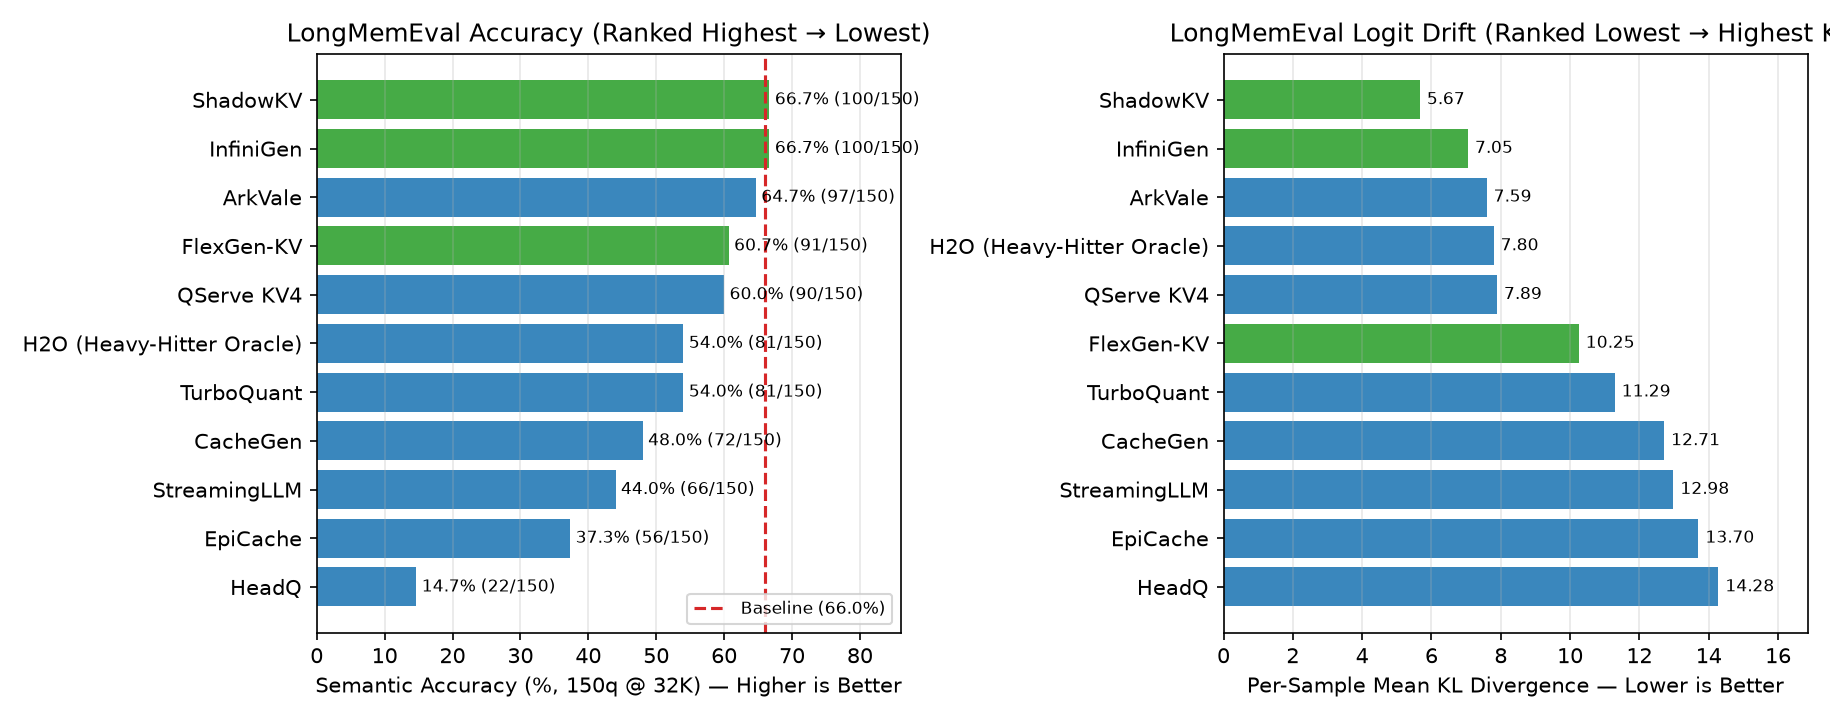 LongMemEval Accuracy (Ranked Highest → Lowest)
ShadowKV
66.7% (100/150)
InfiniGen
66.7% (100/150)
ArkVale
64.7% (97/150)
FlexGen-KV
60.7% (91/150)
QServe KV4
60.0% (90/150)
H2O (Heavy-Hitter Oracle)
54.0% (81/150)
TurboQuant
54.0% (81/150)
CacheGen
48.0% (72/150)
StreamingLLM
44.0% (66/150)
EpiCache
37.3% (56/150)
HeadQ
14.7% (22/150)
Baseline (66.0%)
0 10 20 30 40 50 60 70 80
Semantic Accuracy (%, 150q @ 32K) — Higher is Better
LongMemEval Logit Drift (Ranked Lowest → Highest K
ShadowKV
5.67
InfiniGen
7.05
ArkVale
7.59
H2O (Heavy-Hitter Oracle)
7.80
QServe KV4
7.89
FlexGen-KV
10.25
TurboQuant
11.29
CacheGen
12.71
StreamingLLM
12.98
EpiCache
13.70
HeadQ
14.28
0 2 4 6 8 10 12 14 16
Per-Sample Mean KL Divergence — Lower is Better